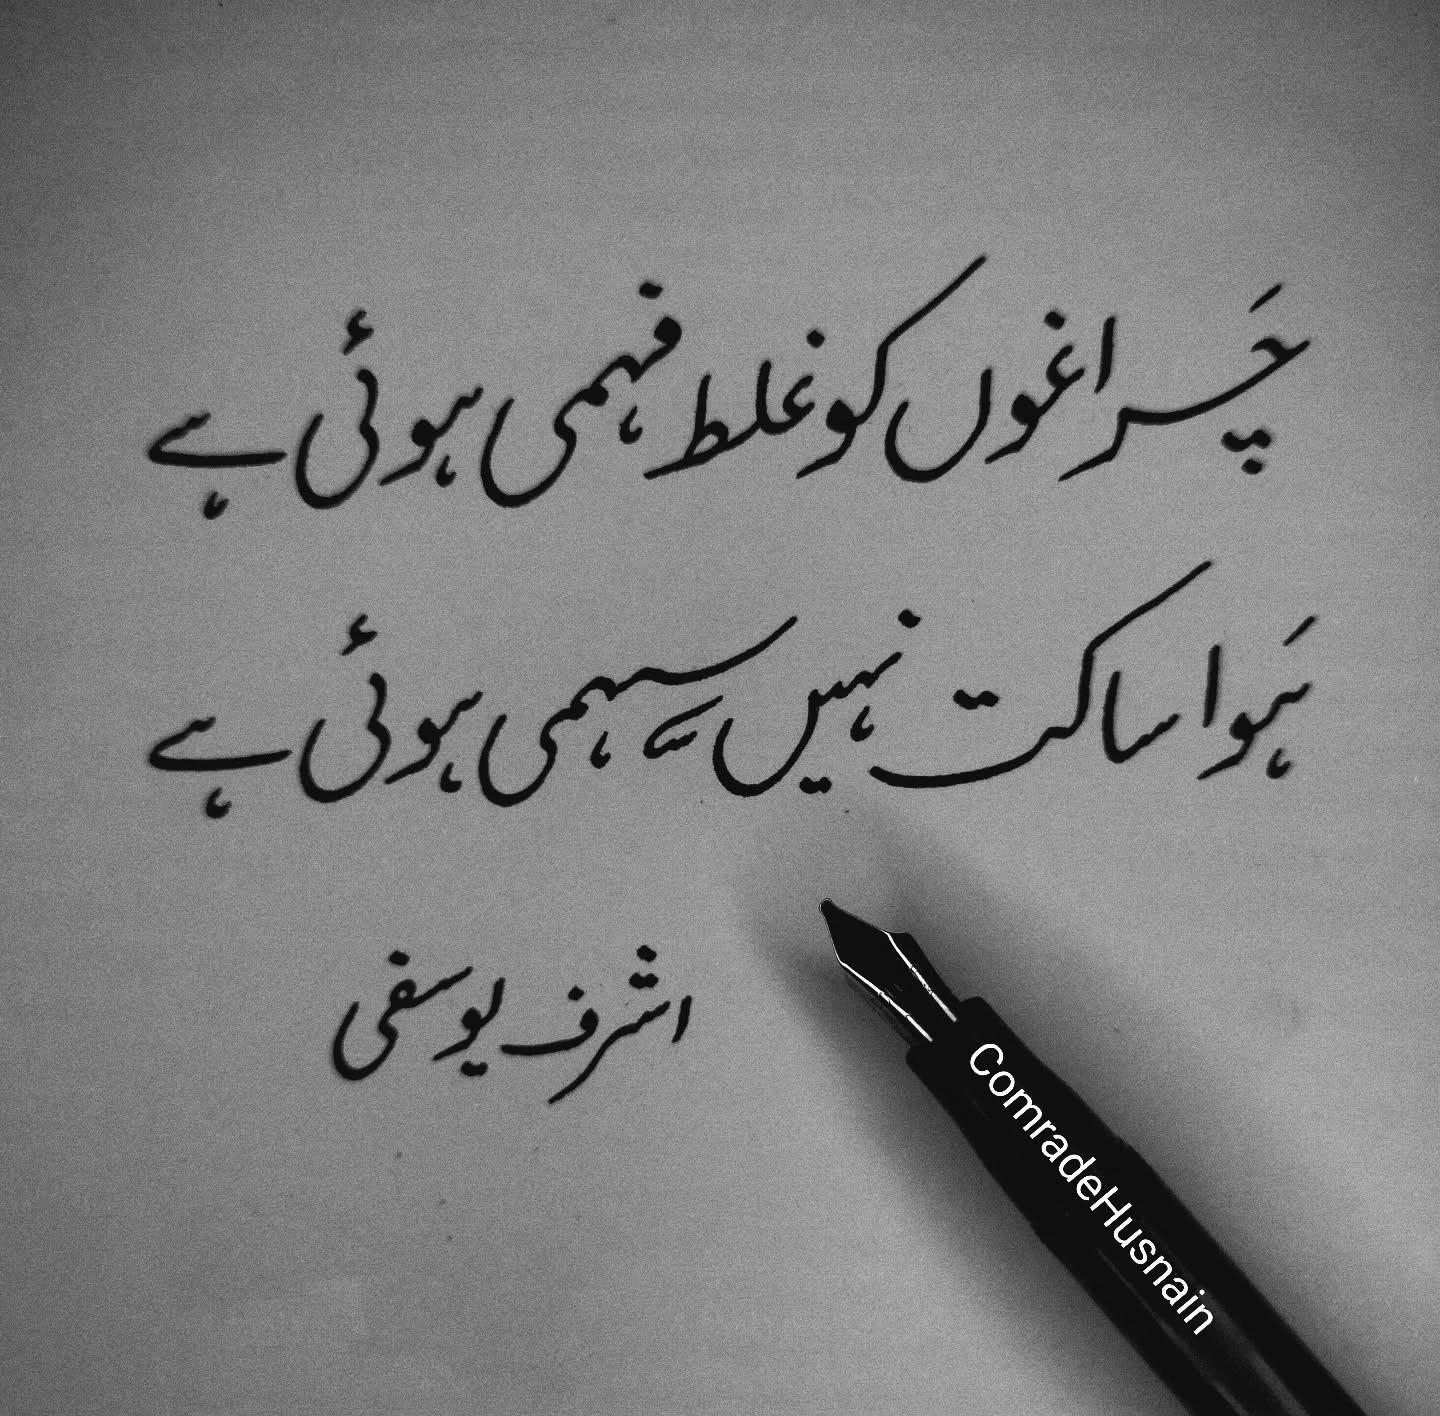 چَراغوں کو غلط فہمی ہوئی ہے
ہَوا ساکت نہیں سہمی ہوئی ہے
اشرف یوسفی
ComradeHusnain